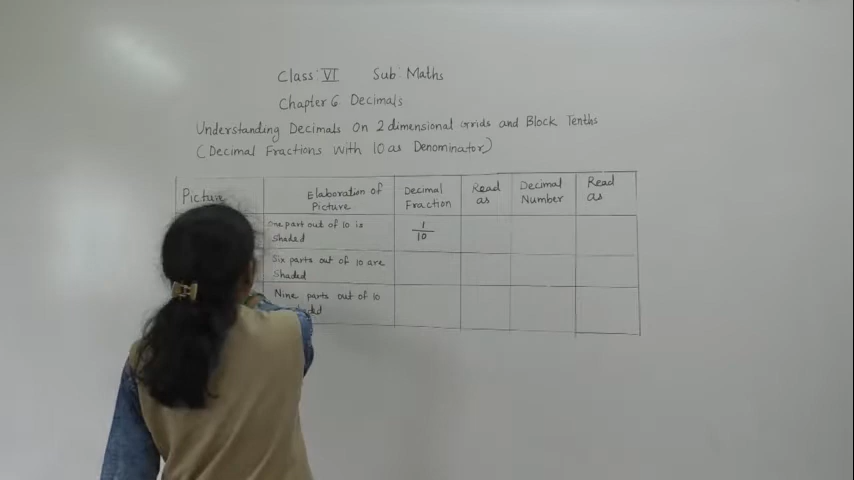 Class: VI Sub: Maths
Chapter 6 Decimals
Understanding Decimals On 2 dimensional Grids and Block Tenths
(Decimal Fractions With 10 as Denominator)
Picture
Elaboration of
Picture
Decimal
Fraction
Read
as
Decimal
Number
Read
as
One part out of 10 is
Shaded
1
10
Six parts out of 10 are
Shaded
Nine parts out of 10